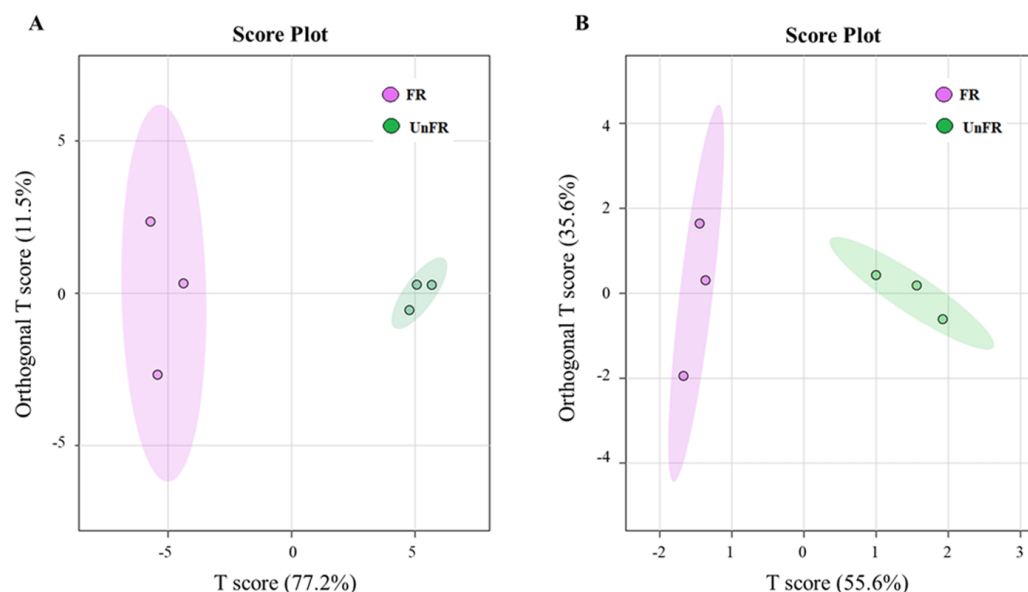 A
Score Plot
FR
UnFR
Orthogonal T score (11.5%)
5
0
-5
-5
0
5
T score (77.2%)
B
Score Plot
FR
UnFR
Orthogonal T score (35.6%)
4
2
0
-2
-4
-2
1
0
1
2
3
T score (55.6%)